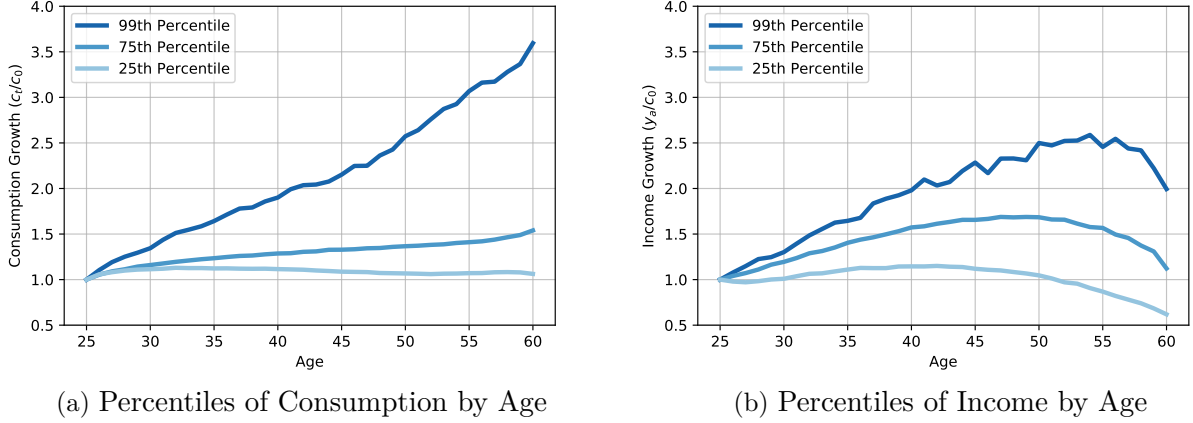 4.0
3.5
3.0
2.5
2.0
1.5
1.0
0.5
Consumption Growth (c_t/c_0)
99th Percentile
75th Percentile
25th Percentile
25 30 35 40 45 50 55 60
Age
(a) Percentiles of Consumption by Age
4.0
3.5
3.0
2.5
2.0
1.5
1.0
0.5
Income Growth (y_a/c_0)
99th Percentile
75th Percentile
25th Percentile
25 30 35 40 45 50 55 60
Age
(b) Percentiles of Income by Age